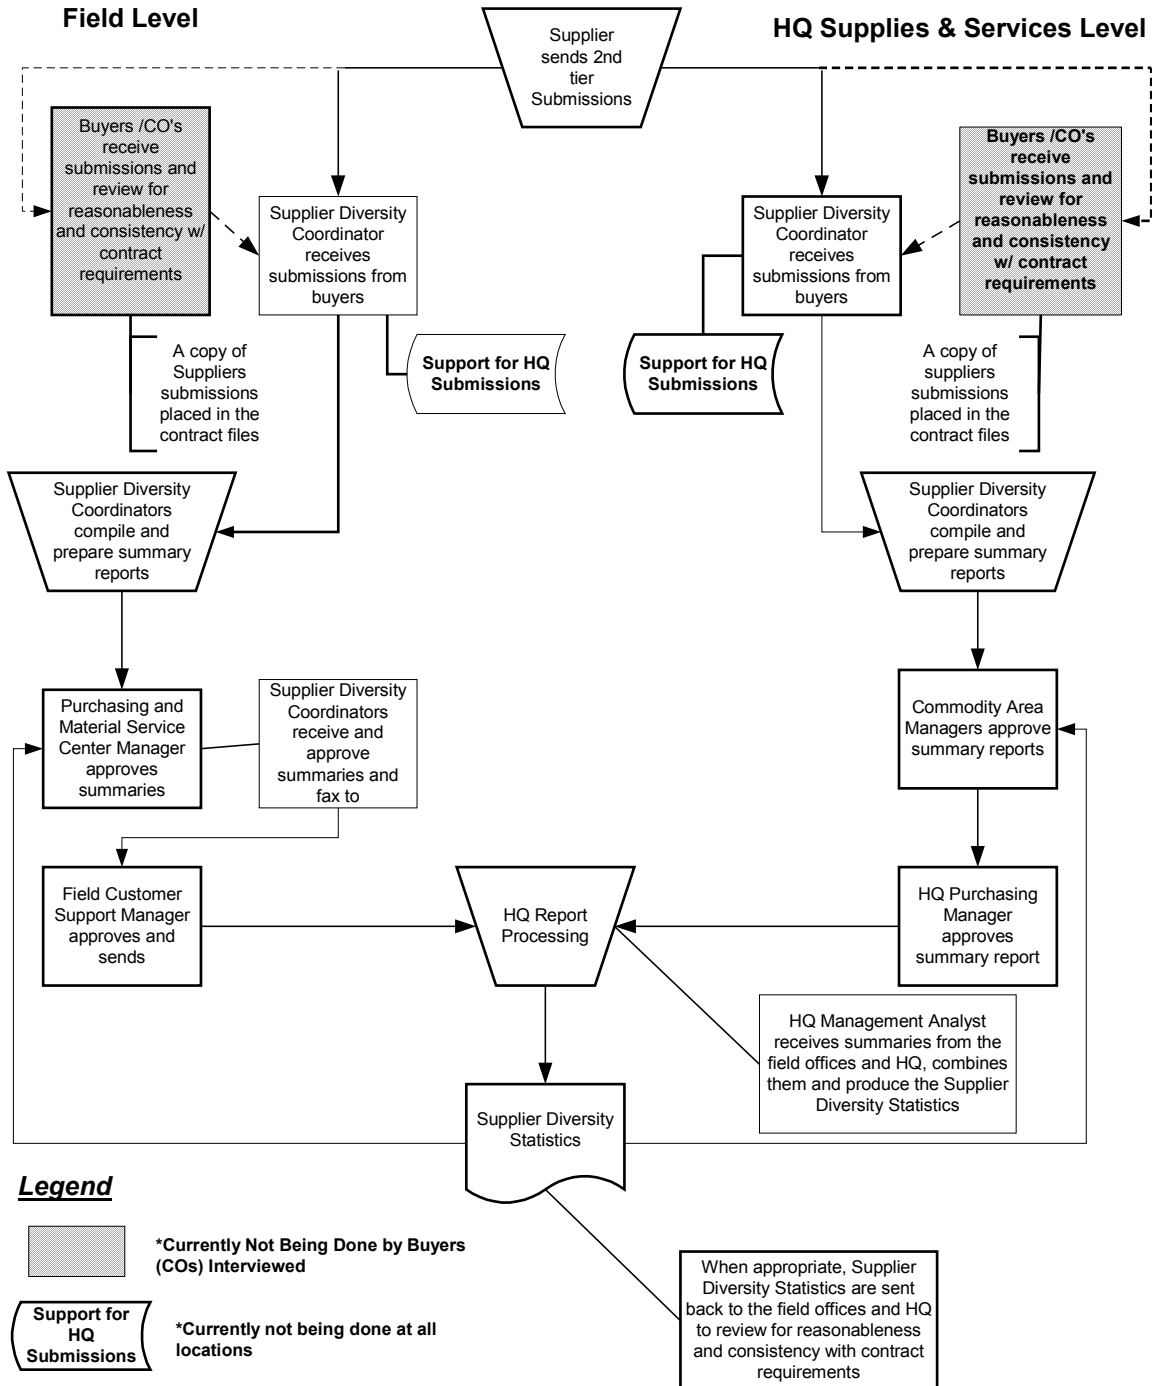 Field Level
HQ Supplies & Services Level
Supplier
sends 2nd
tier
Submissions
Buyers /CO's
receive
submissions and
review for
reasonableness
and consistency w/
contract
requirements
Supplier Diversity
Coordinator
receives
submissions from
buyers
Supplier Diversity
Coordinator
receives
submissions from
buyers
Buyers /CO's
receive
submissions and
review for
reasonableness
and consistency
w/ contract
requirements
A copy of
Suppliers
submissions
placed in the
contract files
Support for HQ
Submissions
Support for HQ
Submissions
A copy of
suppliers
submissions
placed in the
contract files
Supplier Diversity
Coordinators
compile and
prepare summary
reports
Supplier Diversity
Coordinators
compile and
prepare summary
reports
Purchasing and
Material Service
Center Manager
approves
summaries
Supplier Diversity
Coordinators
receive and
approve
summaries and
fax to
Commodity Area
Managers approve
summary reports
Field Customer
Support Manager
approves and
sends
HQ Report
Processing
HQ Purchasing
Manager
approves
summary report
HQ Management Analyst
receives summaries from the
field offices and HQ, combines
them and produce the Supplier
Diversity Statistics
Supplier Diversity
Statistics
Legend
*Currently Not Being Done by Buyers
(COs) Interviewed
Support for
HQ
Submissions
*Currently not being done at all
locations
When appropriate, Supplier
Diversity Statistics are sent
back to the field offices and HQ
to review for reasonableness
and consistency with contract
requirements